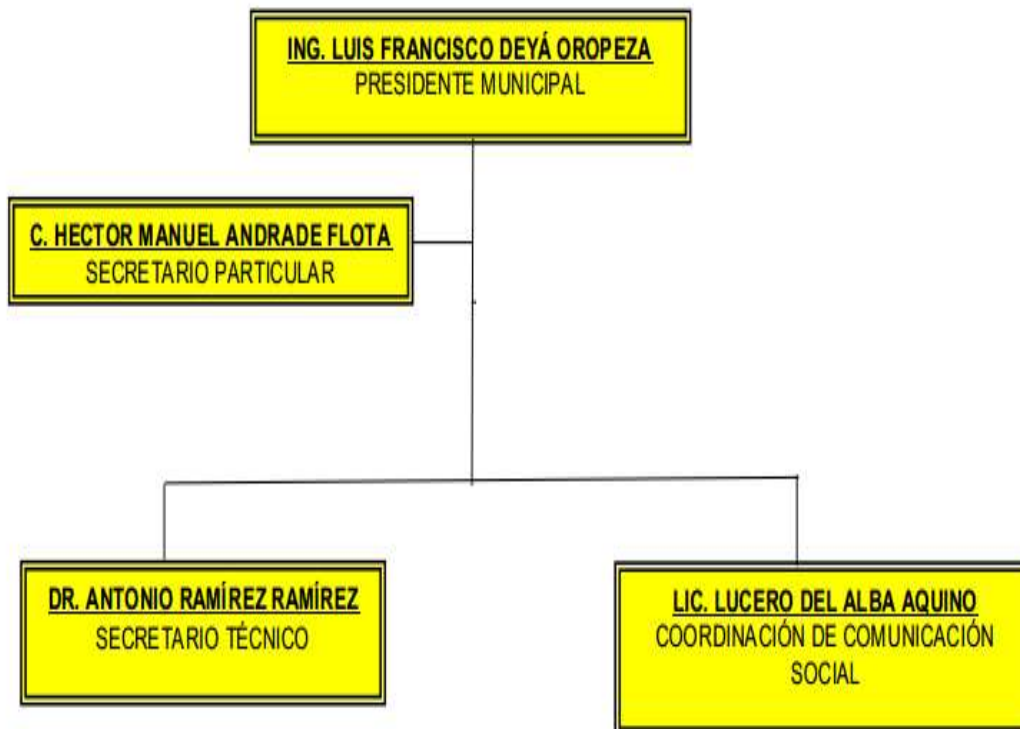 ING. LUIS FRANCISCO DEYÁ OROPEZA
PRESIDENTE MUNICIPAL
C. HECTOR MANUEL ANDRADE FLOTA
SECRETARIO PARTICULAR
DR. ANTONIO RAMÍREZ RAMÍREZ
SECRETARIO TÉCNICO
LIC. LUCERO DEL ALBA AQUINO
COORDINACIÓN DE COMUNICACIÓN
SOCIAL